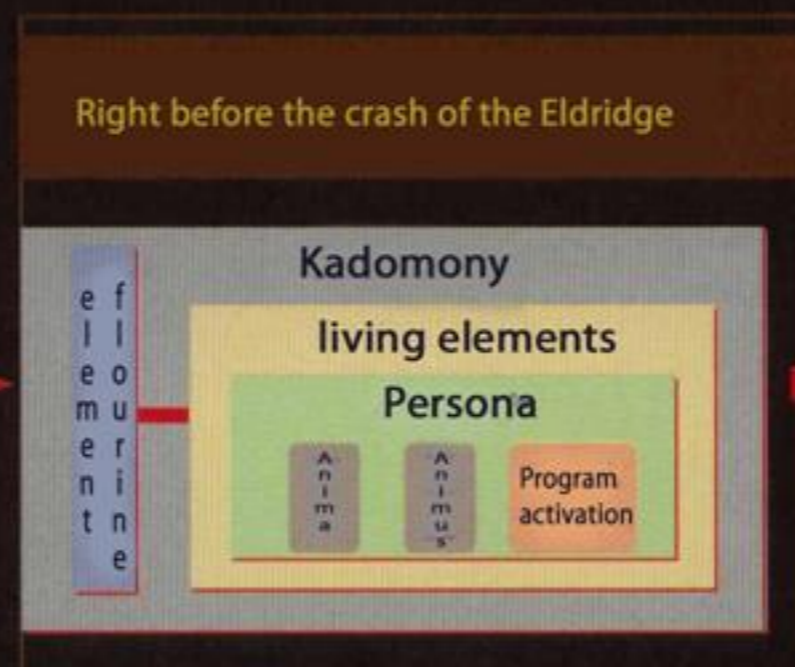 Right before the crash of the Eldridge
Kadomony
element
flourine
living elements
Persona
Anima
Animus
Program
activation